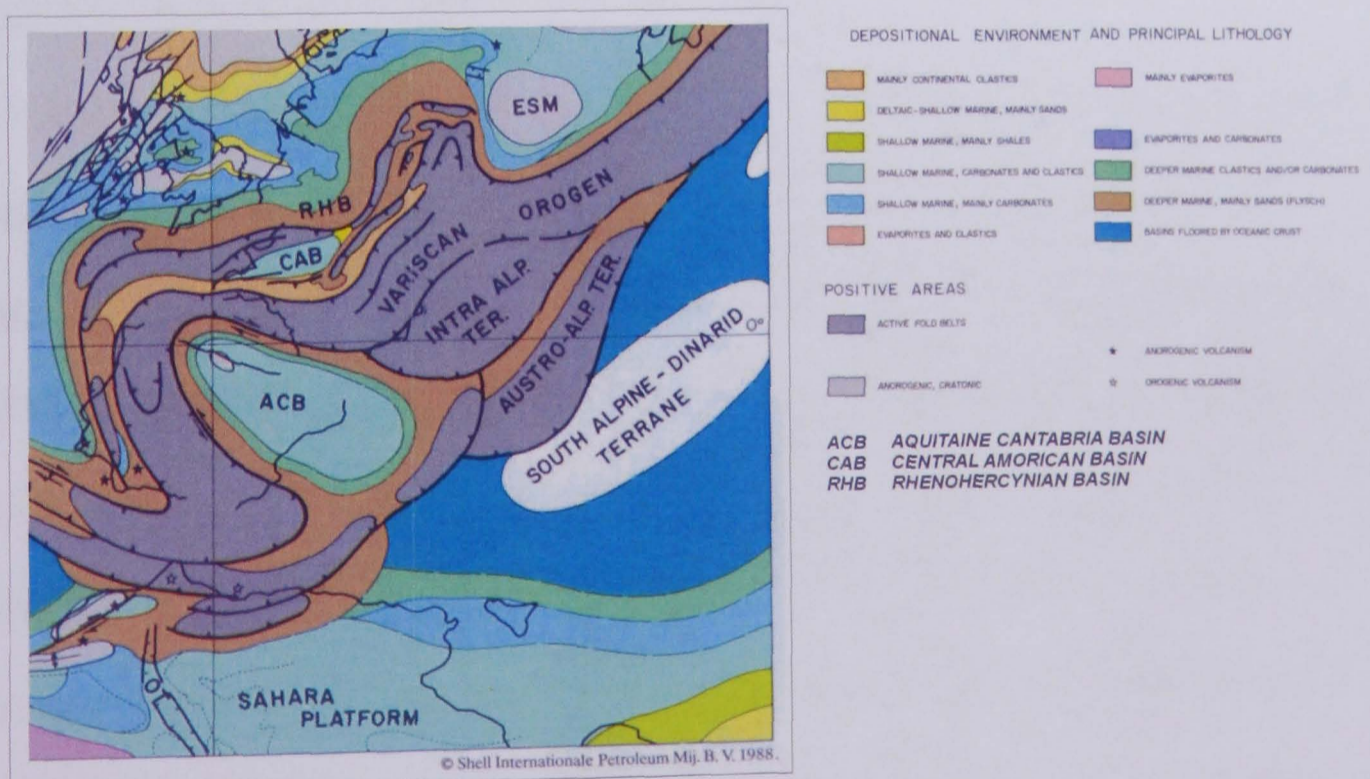 ESM
RHB
CAB
VARISCAN
OROGEN
INTRA ALP.
TER.
AUSTRO-ALP. TER.
0°
SOUTH ALPINE - DINARID
TERRANE
ACB
SAHARA
PLATFORM
© Shell Internationale Petroleum Mij. B. V. 1988.
DEPOSITIONAL ENVIRONMENT AND PRINCIPAL LITHOLOGY
MAINLY CONTINENTAL CLASTICS
DELTAIC-SHALLOW MARINE, MAINLY SANDS
SHALLOW MARINE, MAINLY SHALES
SHALLOW MARINE, CARBONATES AND CLASTICS
SHALLOW MARINE, MAINLY CARBONATES
EVAPORITES AND CLASTICS
MAINLY EVAPORITES
EVAPORITES AND CARBONATES
DEEPER MARINE CLASTICS AND/OR CARBONATES
DEEPER MARINE, MAINLY SANDS (FLYSCH)
BASINS FLOORED BY OCEANIC CRUST
POSITIVE AREAS
ACTIVE FOLD BELTS
ANOROGENIC, CRATONIC
ANOROGENIC VOLCANISM
OROGENIC VOLCANISM
ACB AQUITAINE CANTABRIA BASIN
CAB CENTRAL AMORICAN BASIN
RHB RHENOHERCYNIAN BASIN